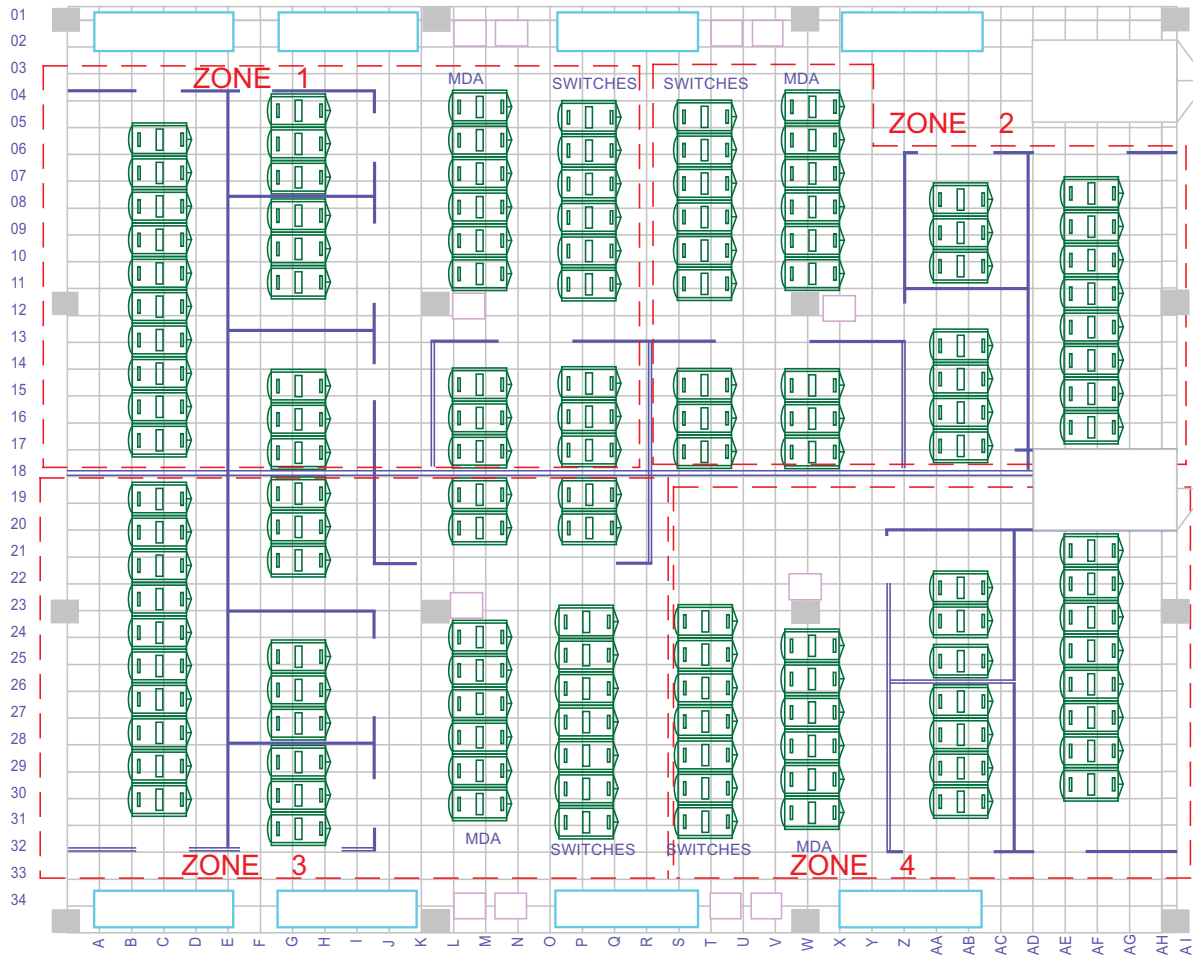 01
02
03
ZONE 1
MDA
SWITCHES
SWITCHES
MDA
04
05
ZONE 2
06
07
08
09
10
11
12
13
14
15
16
17
18
19
20
21
22
23
24
25
26
27
28
29
30
31
MDA
SWITCHES
SWITCHES
MDA
32
ZONE 3
ZONE 4
33
34
A B C D E F G H I J K L M N O P Q R S T U V W X Y Z AA AB AC AD AE AF AG AH AI